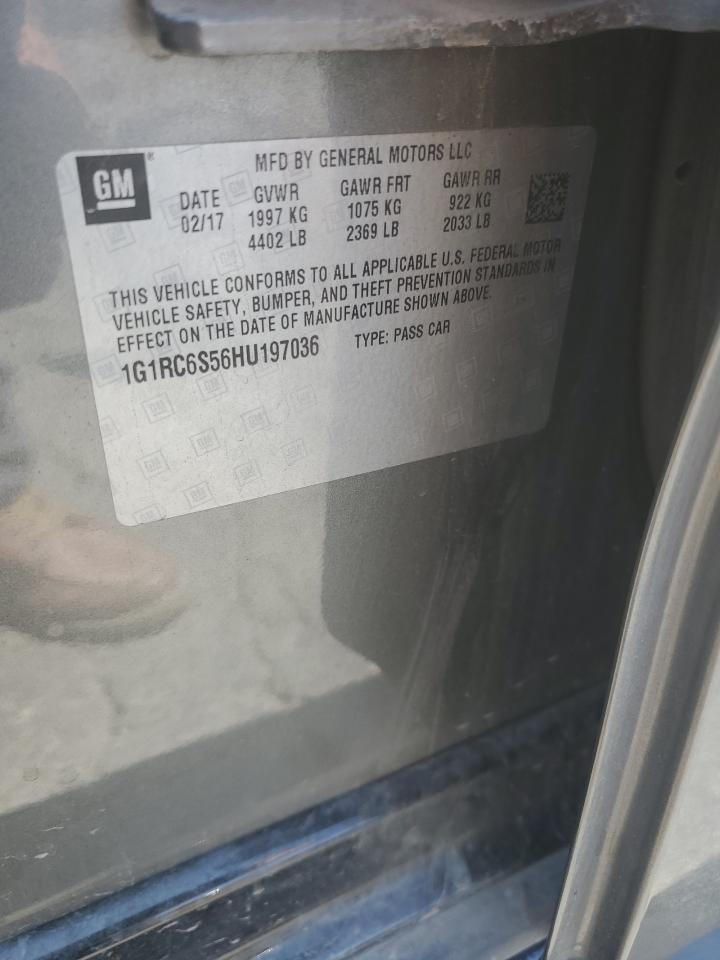 GM
MFD BY GENERAL MOTORS LLC
DATE GVWR GAWR FRT GAWR RR
02/17 1997 KG 1075 KG 922 KG
4402 LB 2369 LB 2033 LB
THIS VEHICLE CONFORMS TO ALL APPLICABLE U.S. FEDERAL MOTOR
VEHICLE SAFETY, BUMPER, AND THEFT PREVENTION STANDARDS IN
EFFECT ON THE DATE OF MANUFACTURE SHOWN ABOVE.
1G1RC6S56HU197036 TYPE: PASS CAR